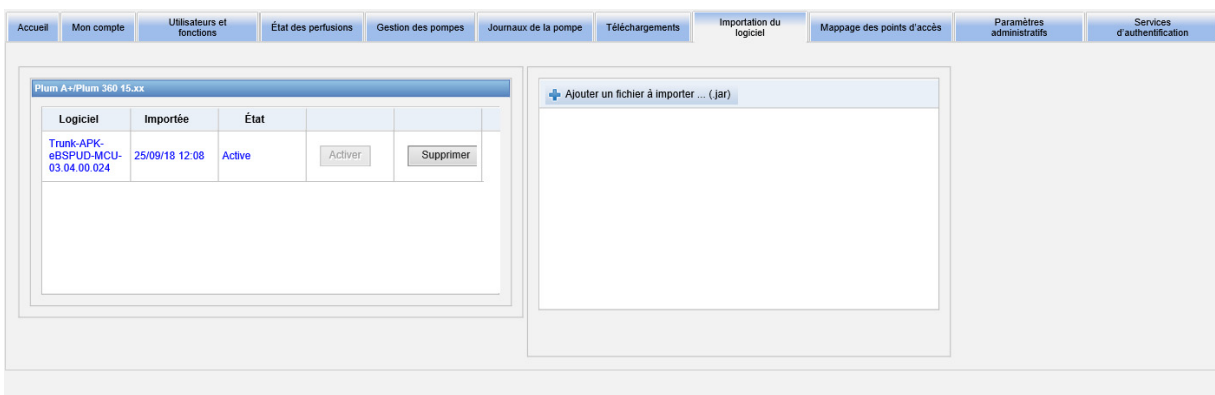 Accueil
Mon compte
Utilisateurs et
fonctions
État des perfusions
Gestion des pompes
Journaux de la pompe
Téléchargements
Importation du
logiciel
Mappage des points d'accès
Paramètres
administratifs
Services
d'authentification
Plum A+/Plum 360 15.xx
Logiciel Importée État
Trunk-APK-
eBSPUD-MCU-
03.04.00.024
25/09/18 12:08
Active
Activer
Supprimer
Ajouter un fichier à importer ... (.jar)